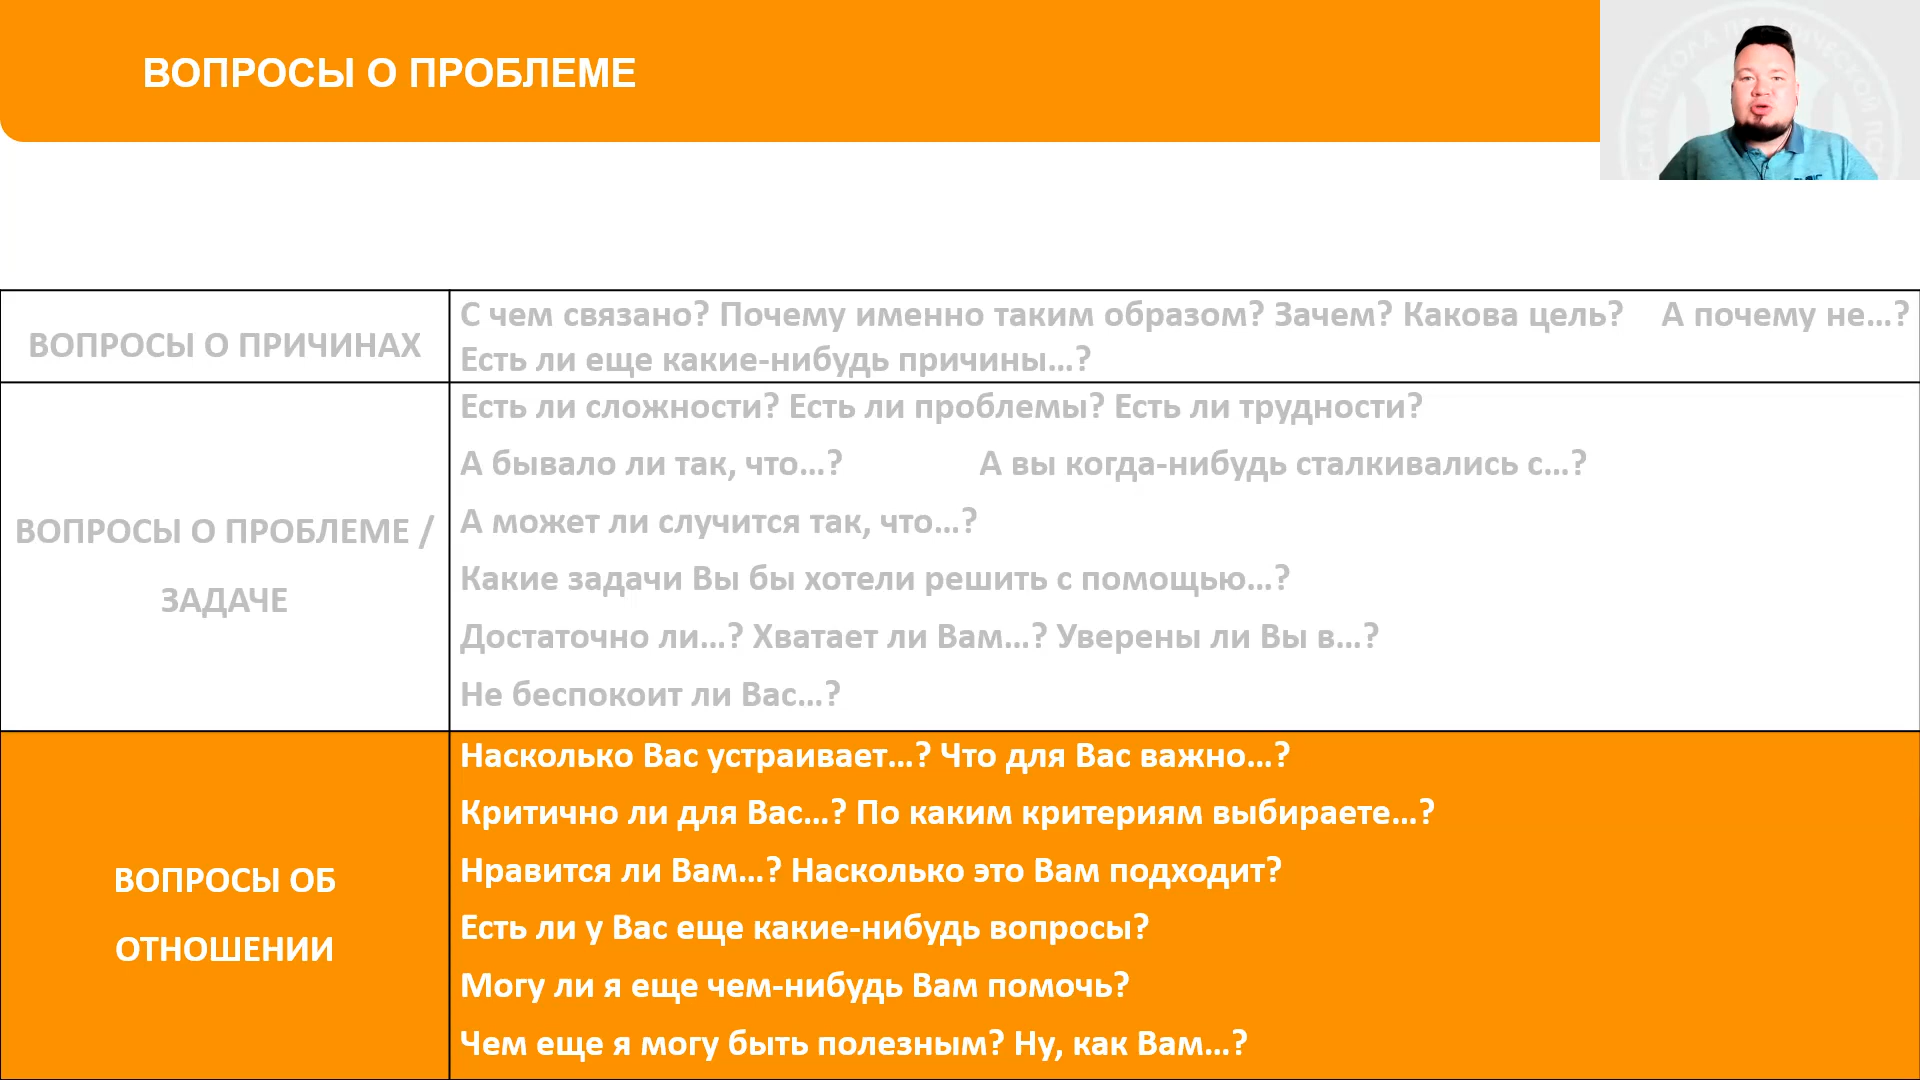 ВОПРОСЫ О ПРОБЛЕМЕ
ВОПРОСЫ О ПРИЧИНАХ
С чем связано? Почему именно таким образом? Зачем? Какова цель? А почему не...?
Есть ли еще какие-нибудь причины...?
ВОПРОСЫ О ПРОБЛЕМЕ /
ЗАДАЧЕ
Есть ли сложности? Есть ли проблемы? Есть ли трудности?
А бывало ли так, что...? А вы когда-нибудь сталкивались с...?
А может ли случится так, что...?
Какие задачи Вы бы хотели решить с помощью...?
Достаточно ли...? Хватает ли Вам...? Уверены ли Вы в...?
Не беспокоит ли Вас...?
ВОПРОСЫ ОБ
ОТНОШЕНИИ
Насколько Вас устраивает...? Что для Вас важно...?
Критично ли для Вас...? По каким критериям выбираете...?
Нравится ли Вам...? Насколько это Вам подходит?
Есть ли у Вас еще какие-нибудь вопросы?
Могу ли я еще чем-нибудь Вам помочь?
Чем еще я могу быть полезным? Ну, как Вам...?